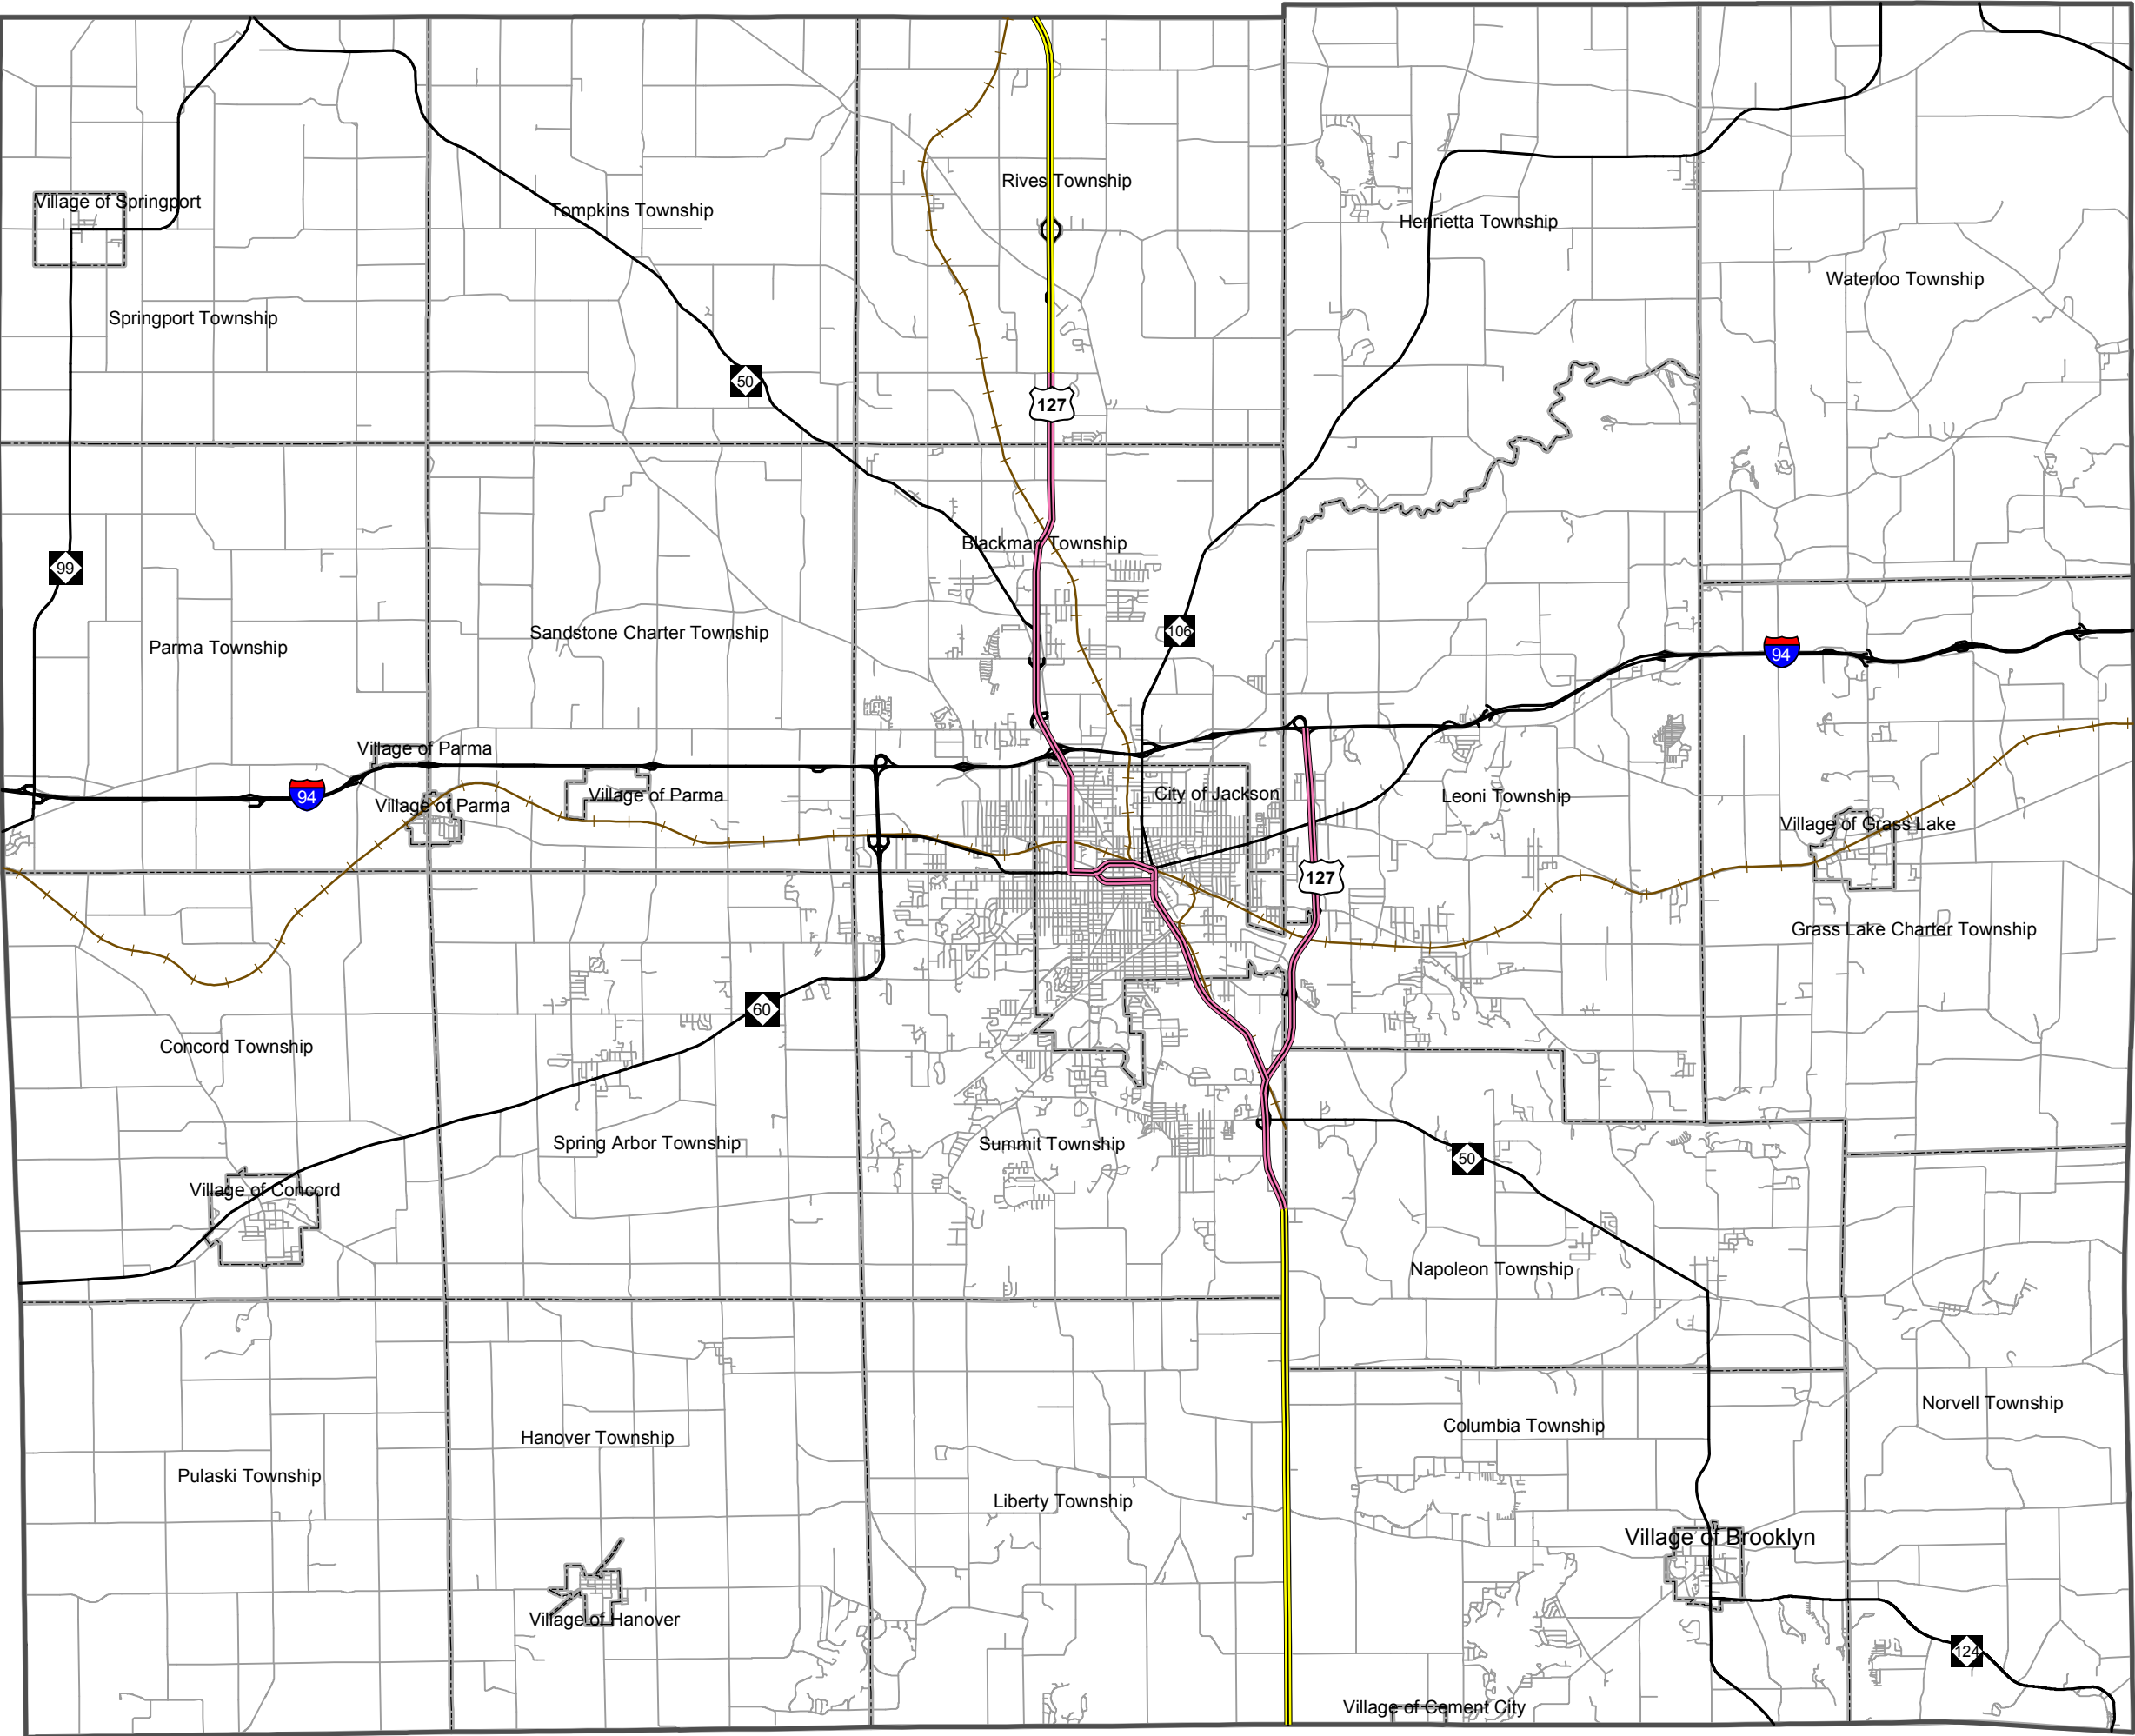 Rives Township
Village of Springport
Tompkins Township
Henrietta Township
Waterloo Township
Springport Township
50
127
Blackman Township
99
106
Sandstone Charter Township
Parma Township
94
Village of Parma
94
Village of Parma
Village of Parma
City of Jackson
Leoni Township
Village of Grass Lake
127
Grass Lake Charter Township
60
Concord Township
Spring Arbor Township
Summit Township
50
Village of Concord
Napoleon Township
Norvell Township
Columbia Township
Hanover Township
Pulaski Township
Liberty Township
Village of Brooklyn
Village of Hanover
124
Village of Cement City